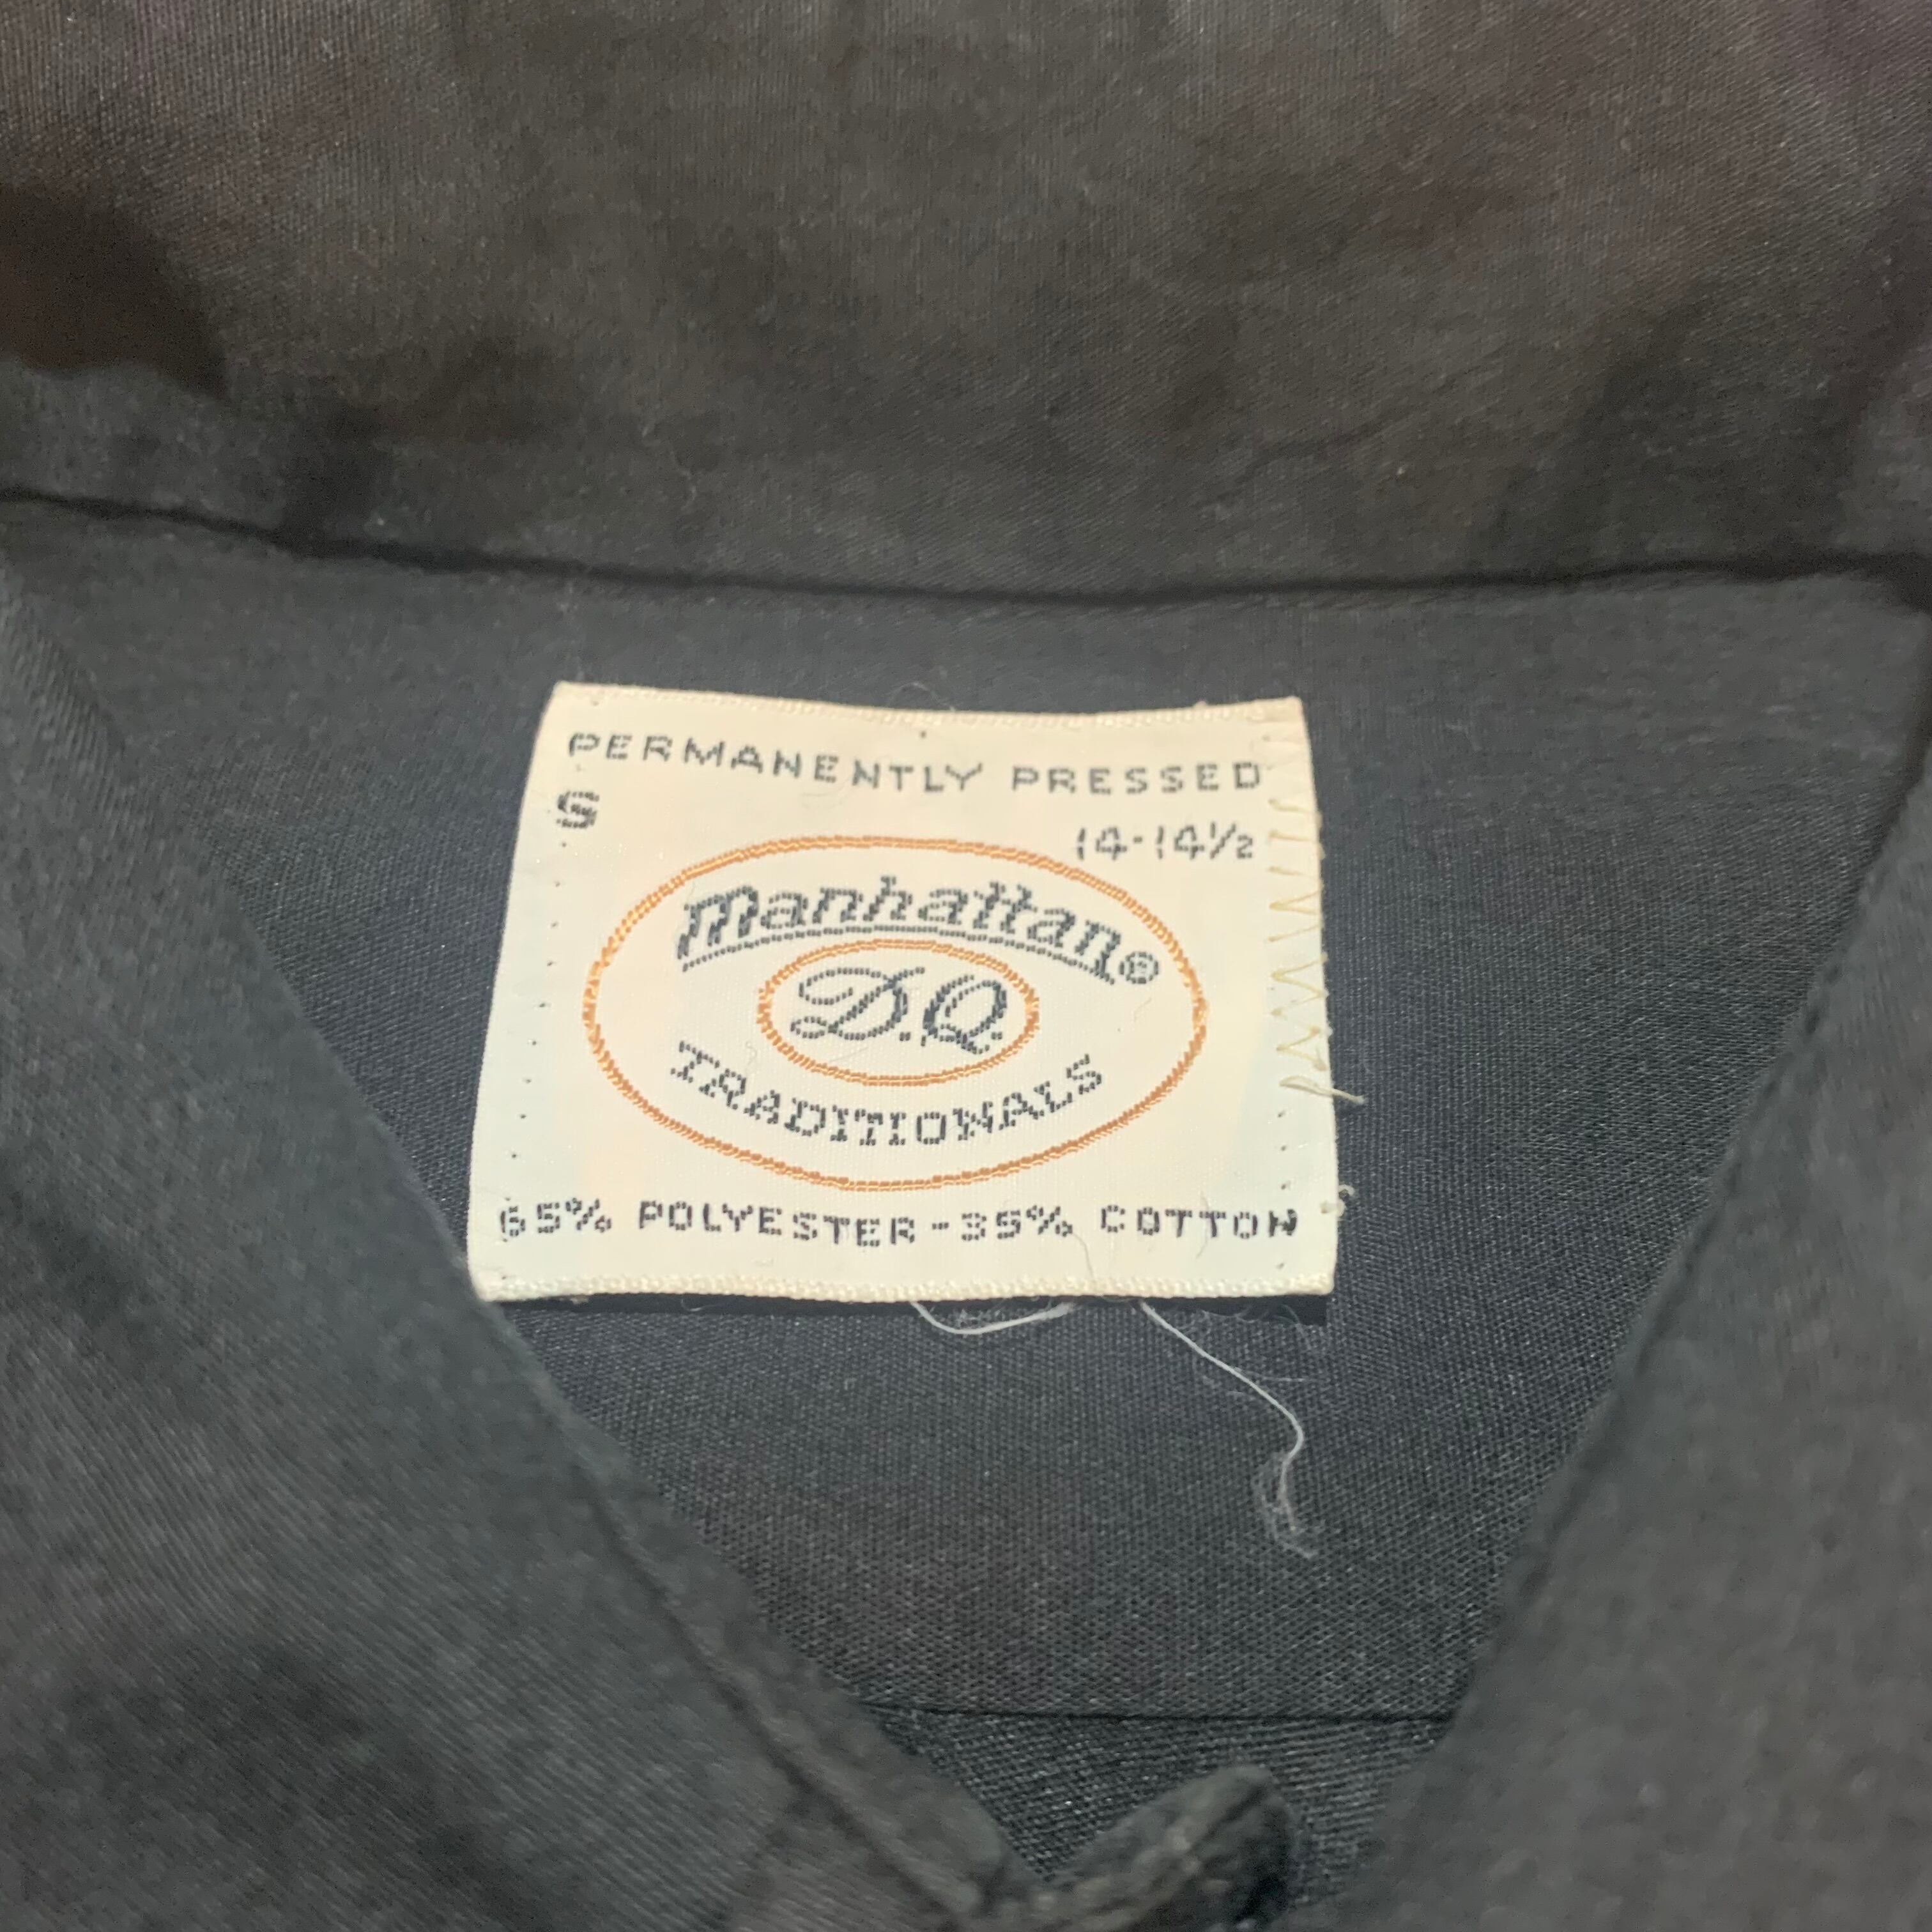 PERMANENTLY PRESSED
S 14-14½
Manhattan®
D.Q.
TRADITIONALS
65% POLYESTER-35% COTTON